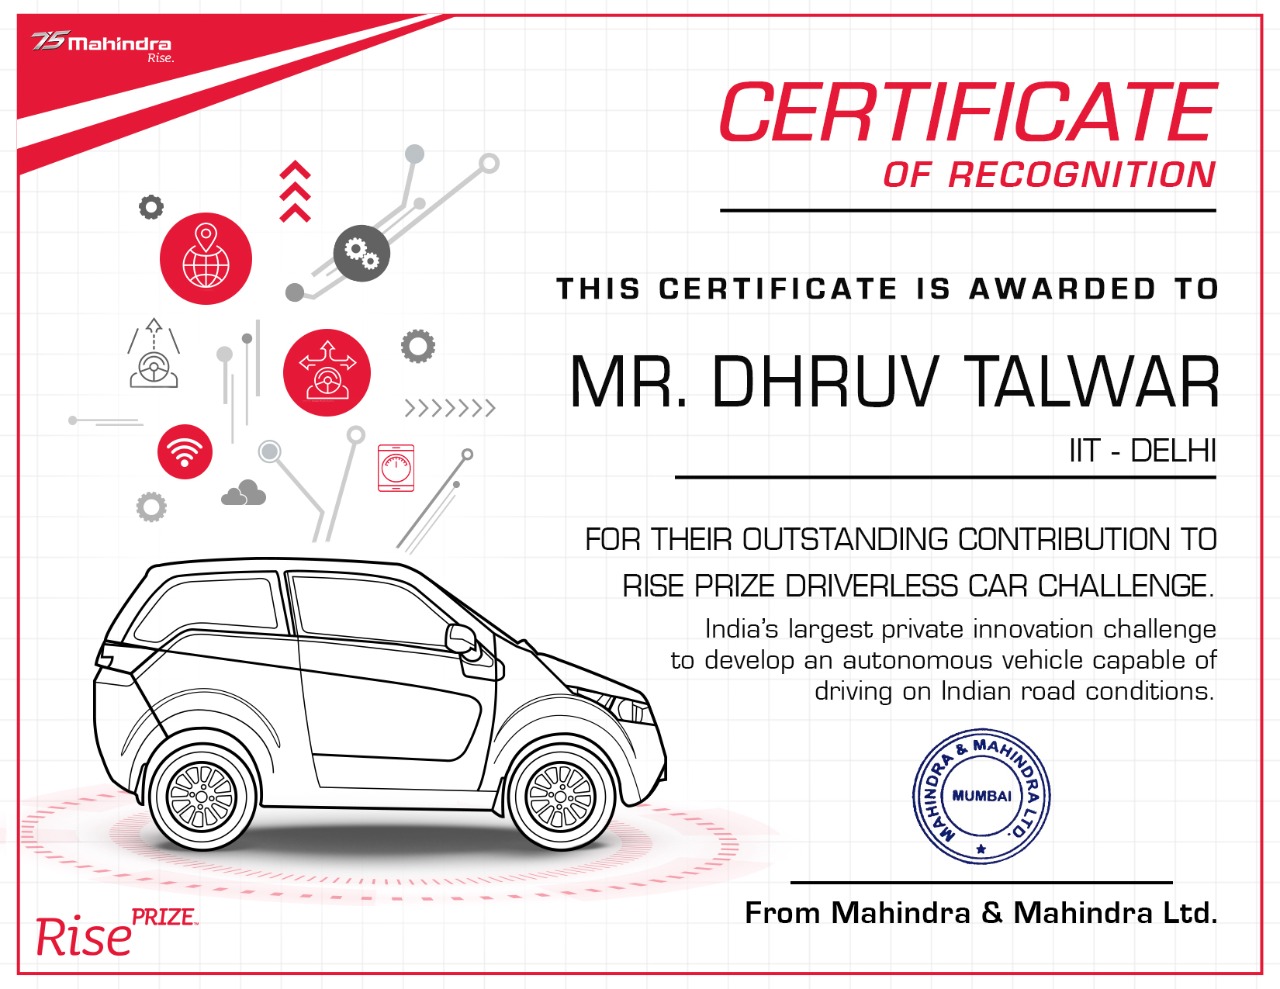 75 Mahindra
Rise.
CERTIFICATE
OF RECOGNITION
THIS CERTIFICATE IS AWARDED TO
MR. DHRUV TALWAR
IIT - DELHI
FOR THEIR OUTSTANDING CONTRIBUTION TO
RISE PRIZE DRIVERLESS CAR CHALLENGE.
India's largest private innovation challenge
to develop an autonomous vehicle capable of
driving on Indian road conditions.
MAHINDRA & MAHINDRA LTD.
MUMBAI
From Mahindra & Mahindra Ltd.
Rise PRIZE™